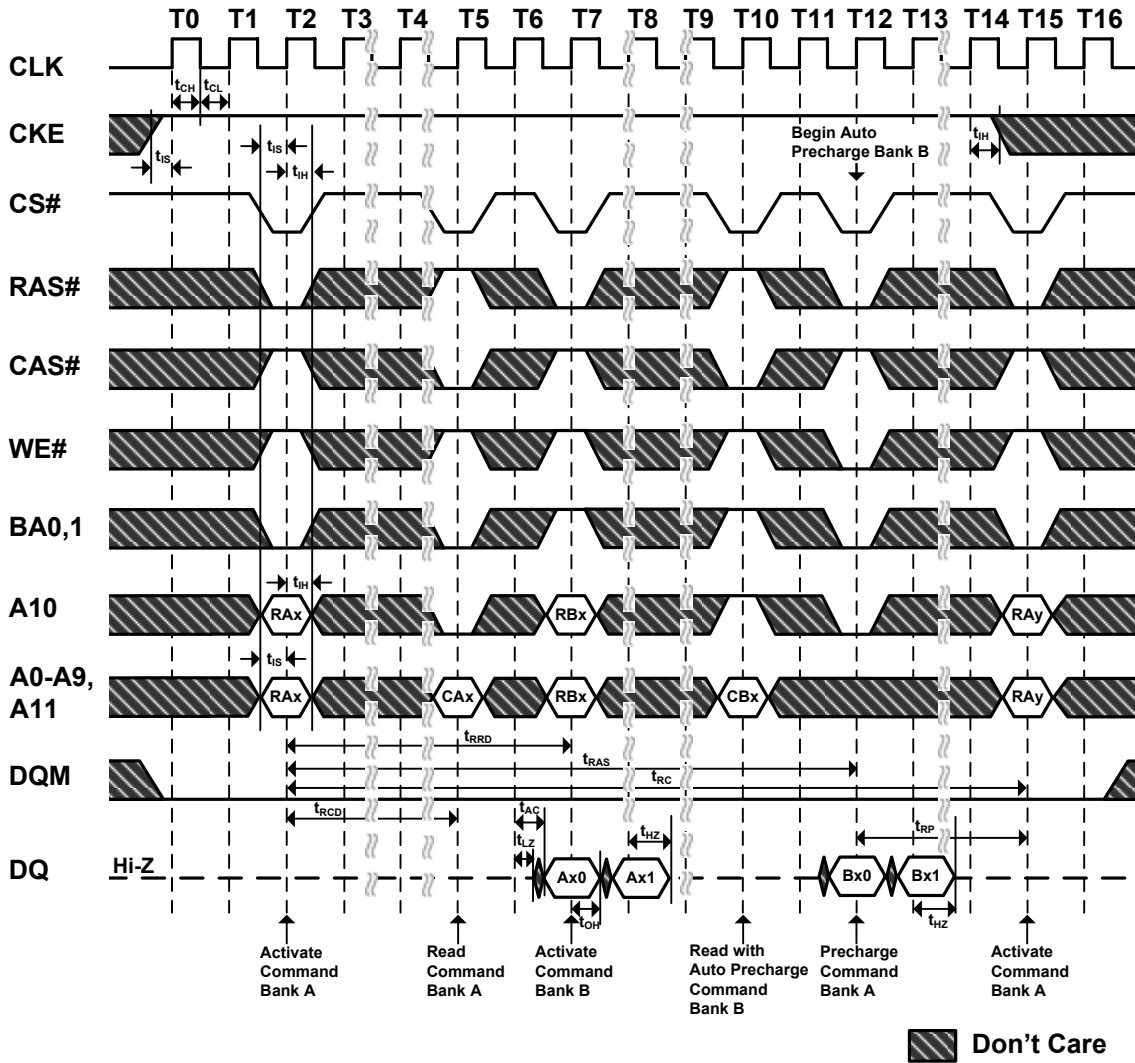 T0 T1 T2 T3 T4 T5 T6 T7 T8 T9 T10 T11 T12 T13 T14 T15 T16
CLK
tCH tCL
CKE
tIS tIS tIH
Begin Auto
Precharge Bank B
tIH
CS#
RAS#
CAS#
WE#
BA0,1
tIH
A10
RAx RBx RAy
tIS
A0-A9,
A11
RAx CAx RBx CBx RAy
tRRD
tRAS
DQM
tRC
tRCD tAC
tLZ tHZ tRP
DQ
Hi-Z
Ax0 Ax1 Bx0 Bx1
tOH tHZ
Activate
Command
Bank A
Read
Command
Bank A
Activate
Command
Bank B
Read with
Auto Precharge
Command
Bank B
Precharge
Command
Bank A
Activate
Command
Bank A
Don't Care